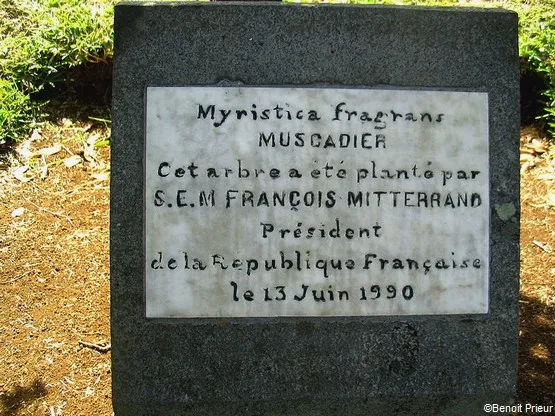 Myristica fragrans
MUSCADIER
Cet arbre a été planté par
S.E.M FRANÇOIS MITTERRAND
Président
de la République Française
le 13 Juin 1990
©Benoit Prieur